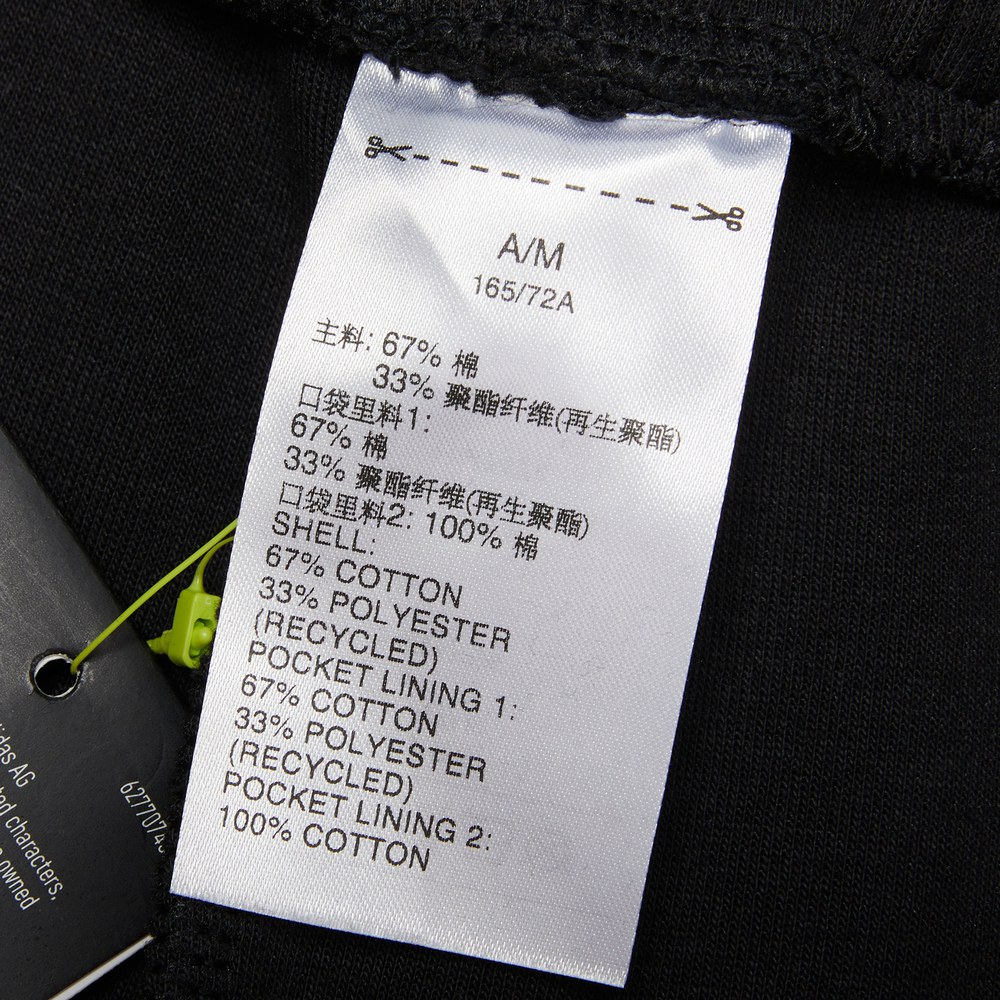 A/M
165/72A
主料: 67% 棉
33% 聚酯纤维(再生聚酯)
口袋里料1:
67% 棉
33% 聚酯纤维(再生聚酯)
口袋里料2: 100% 棉
SHELL:
67% COTTON
33% POLYESTER
(RECYCLED)
POCKET LINING 1:
67% COTTON
33% POLYESTER
(RECYCLED)
POCKET LINING 2:
100% COTTON
AG
characters,
owned